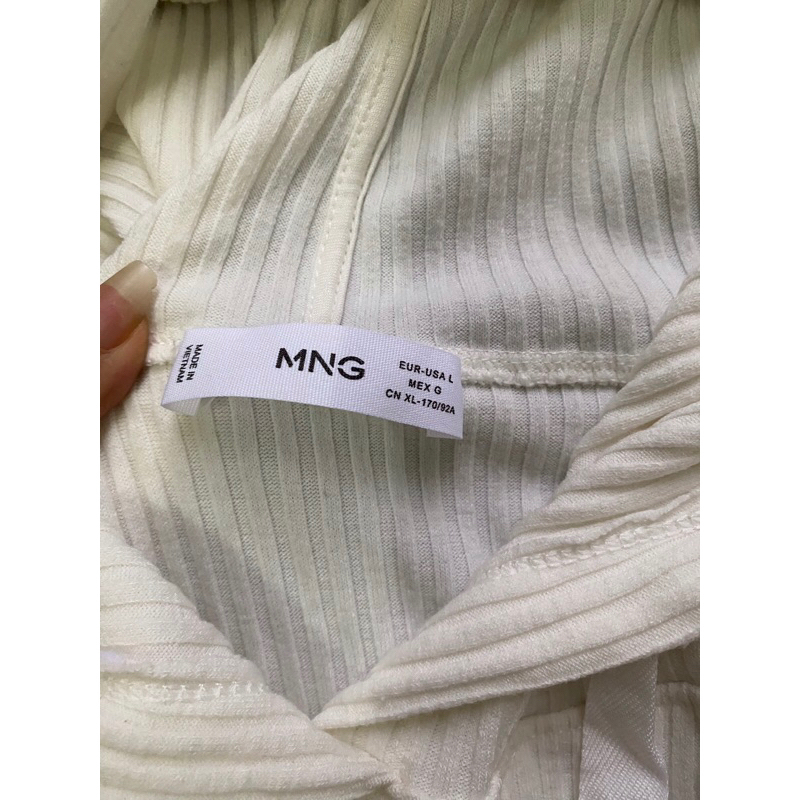 MADE IN
VIETNAM
MNG
EUR-USA L
MEX G
CN XL-170/92A